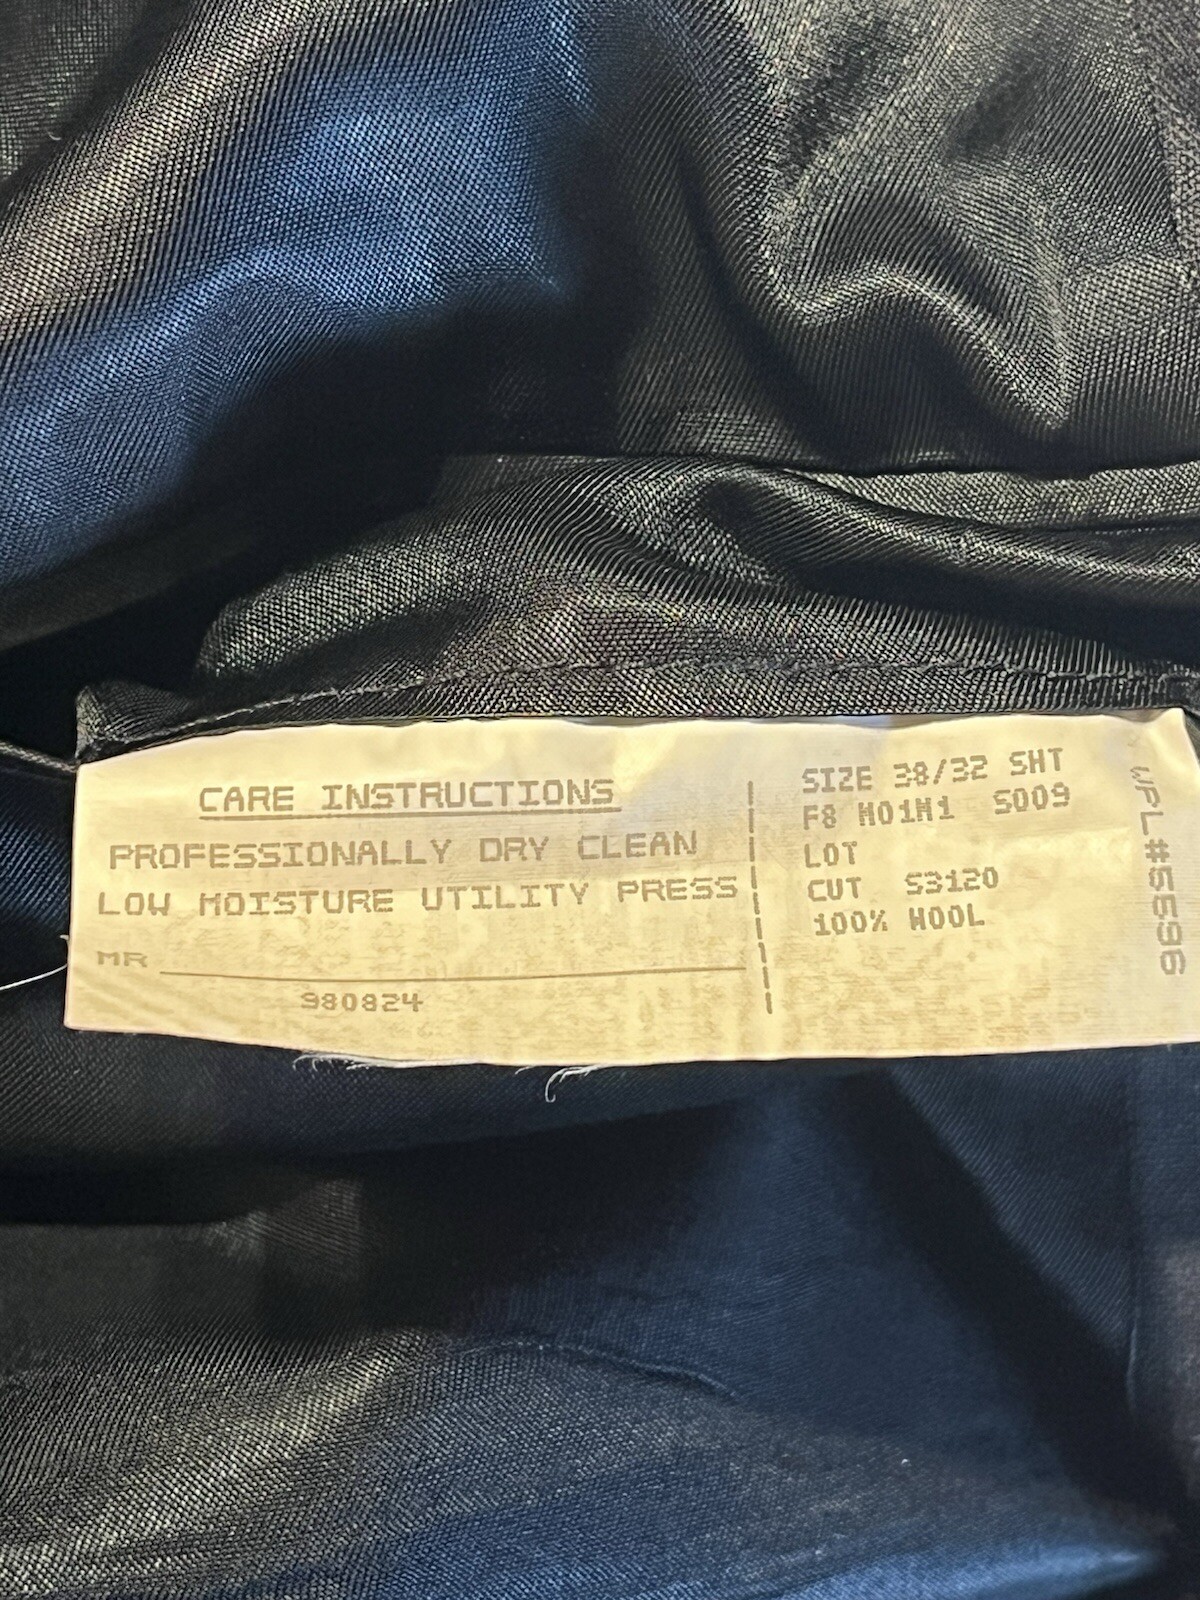 CARE INSTRUCTIONS
PROFESSIONALLY DRY CLEAN
LOW MOISTURE UTILITY PRESS
MR
980824
SIZE 38/32 SHT
F8 M01M1 S009
LOT
CUT S3120
100% WOOL
WPL#5596